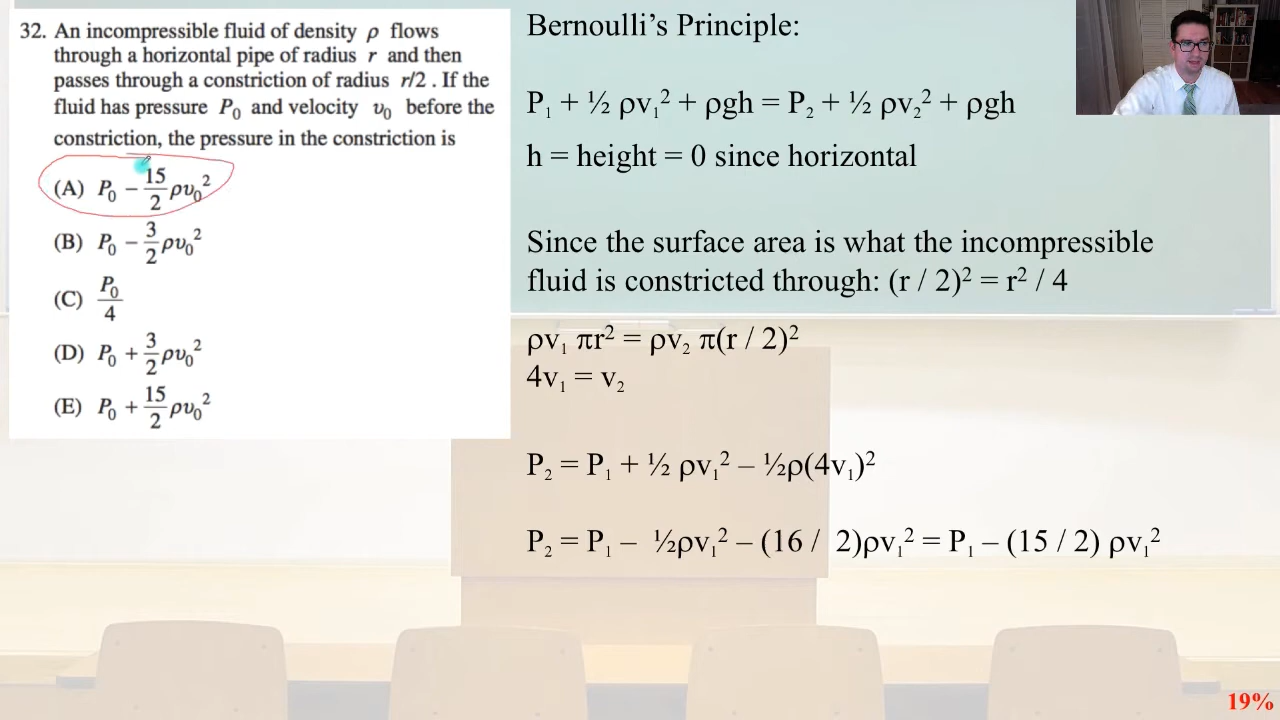 32. An incompressible fluid of density ρ flows
through a horizontal pipe of radius r and then
passes through a constriction of radius r/2 . If the
fluid has pressure P₀ and velocity υ₀ before the
constriction, the pressure in the constriction is
(A) P₀ − 15/2 ρυ₀²
(B) P₀ − 3/2 ρυ₀²
(C) P₀/4
(D) P₀ + 3/2 ρυ₀²
(E) P₀ + 15/2 ρυ₀²
Bernoulli’s Principle:
P₁ + ½ ρv₁² + ρgh = P₂ + ½ ρv₂² + ρgh
h = height = 0 since horizontal
Since the surface area is what the incompressible
fluid is constricted through: (r / 2)² = r² / 4
ρv₁ πr² = ρv₂ π(r / 2)²
4v₁ = v₂
P₂ = P₁ + ½ ρv₁² – ½ρ(4v₁)²
P₂ = P₁ – ½ρv₁² – (16 / 2)ρv₁² = P₁ – (15 / 2) ρv₁²
19%